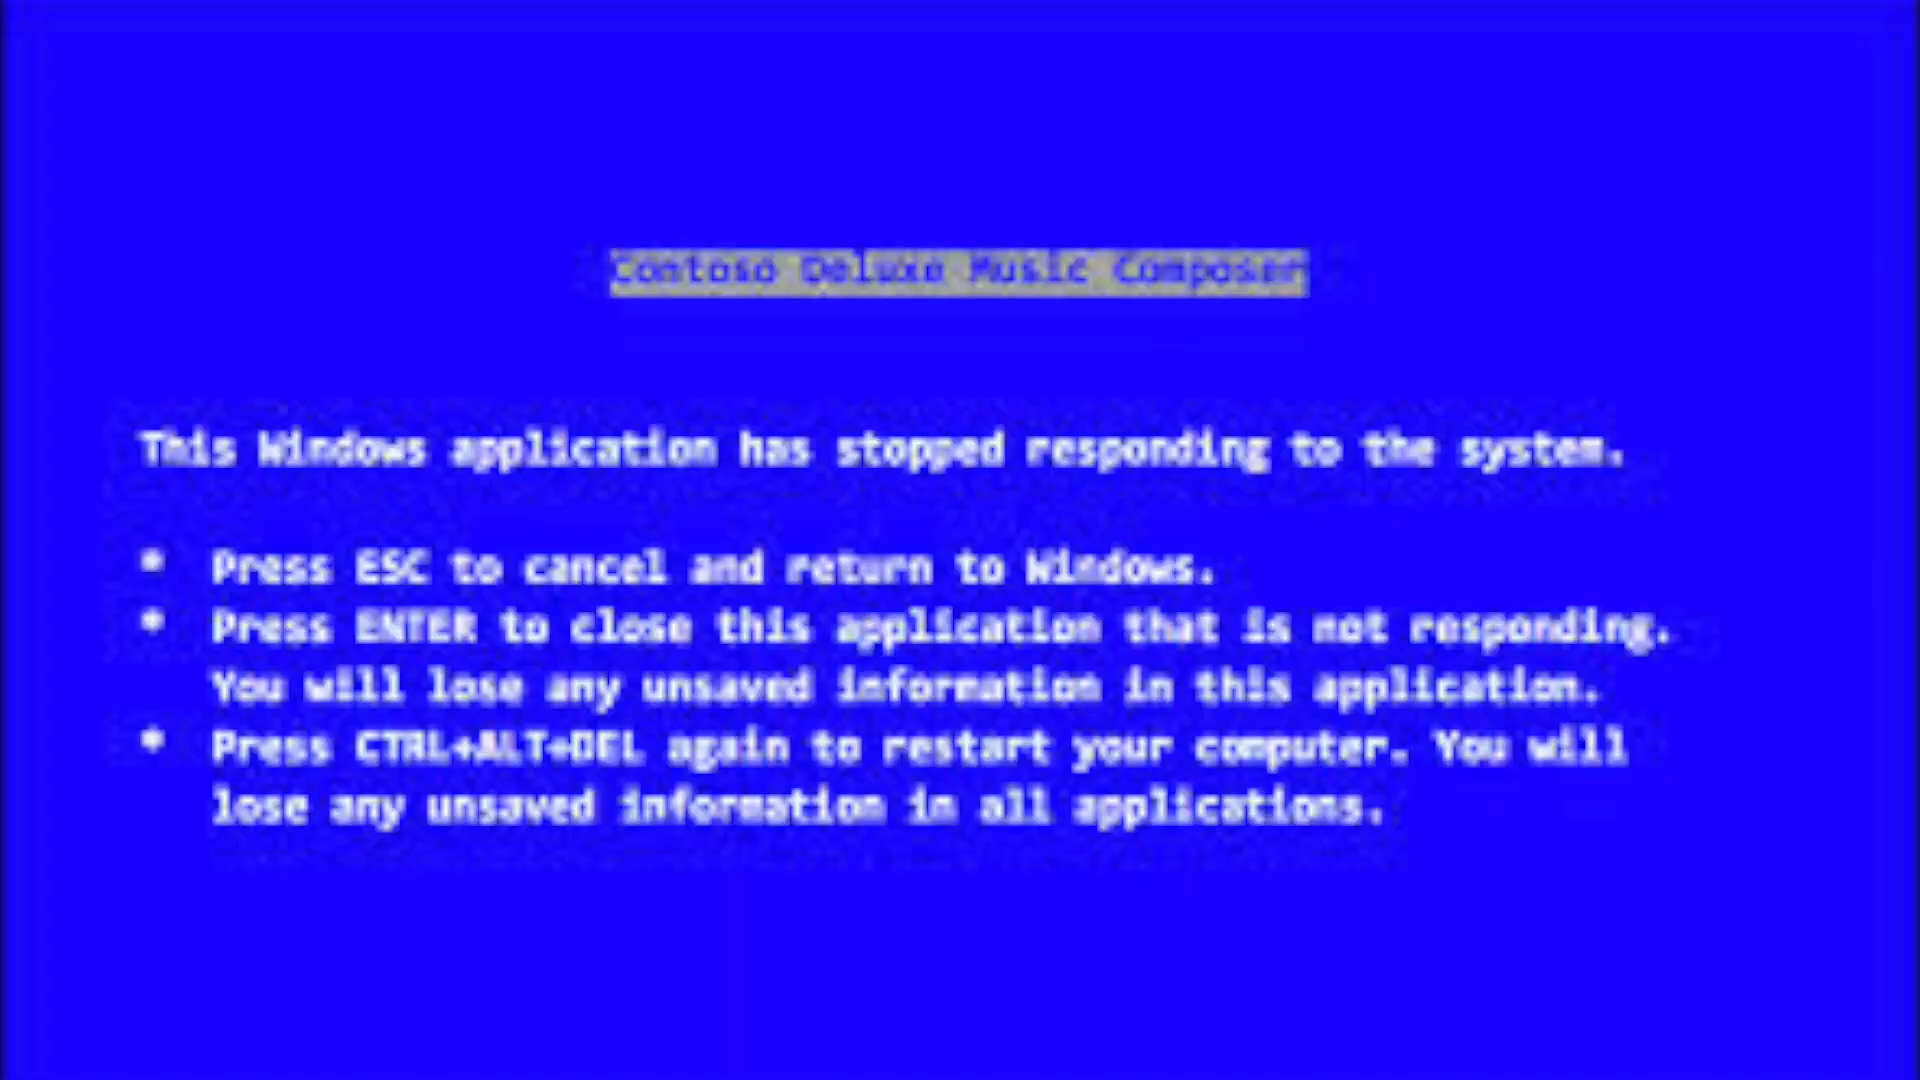 Contoso Deluxe Music Composer
This Windows application has stopped responding to the system.
* Press ESC to cancel and return to Windows.
* Press ENTER to close this application that is not responding.
You will lose any unsaved information in this application.
* Press CTRL+ALT+DEL again to restart your computer. You will
lose any unsaved information in all applications.